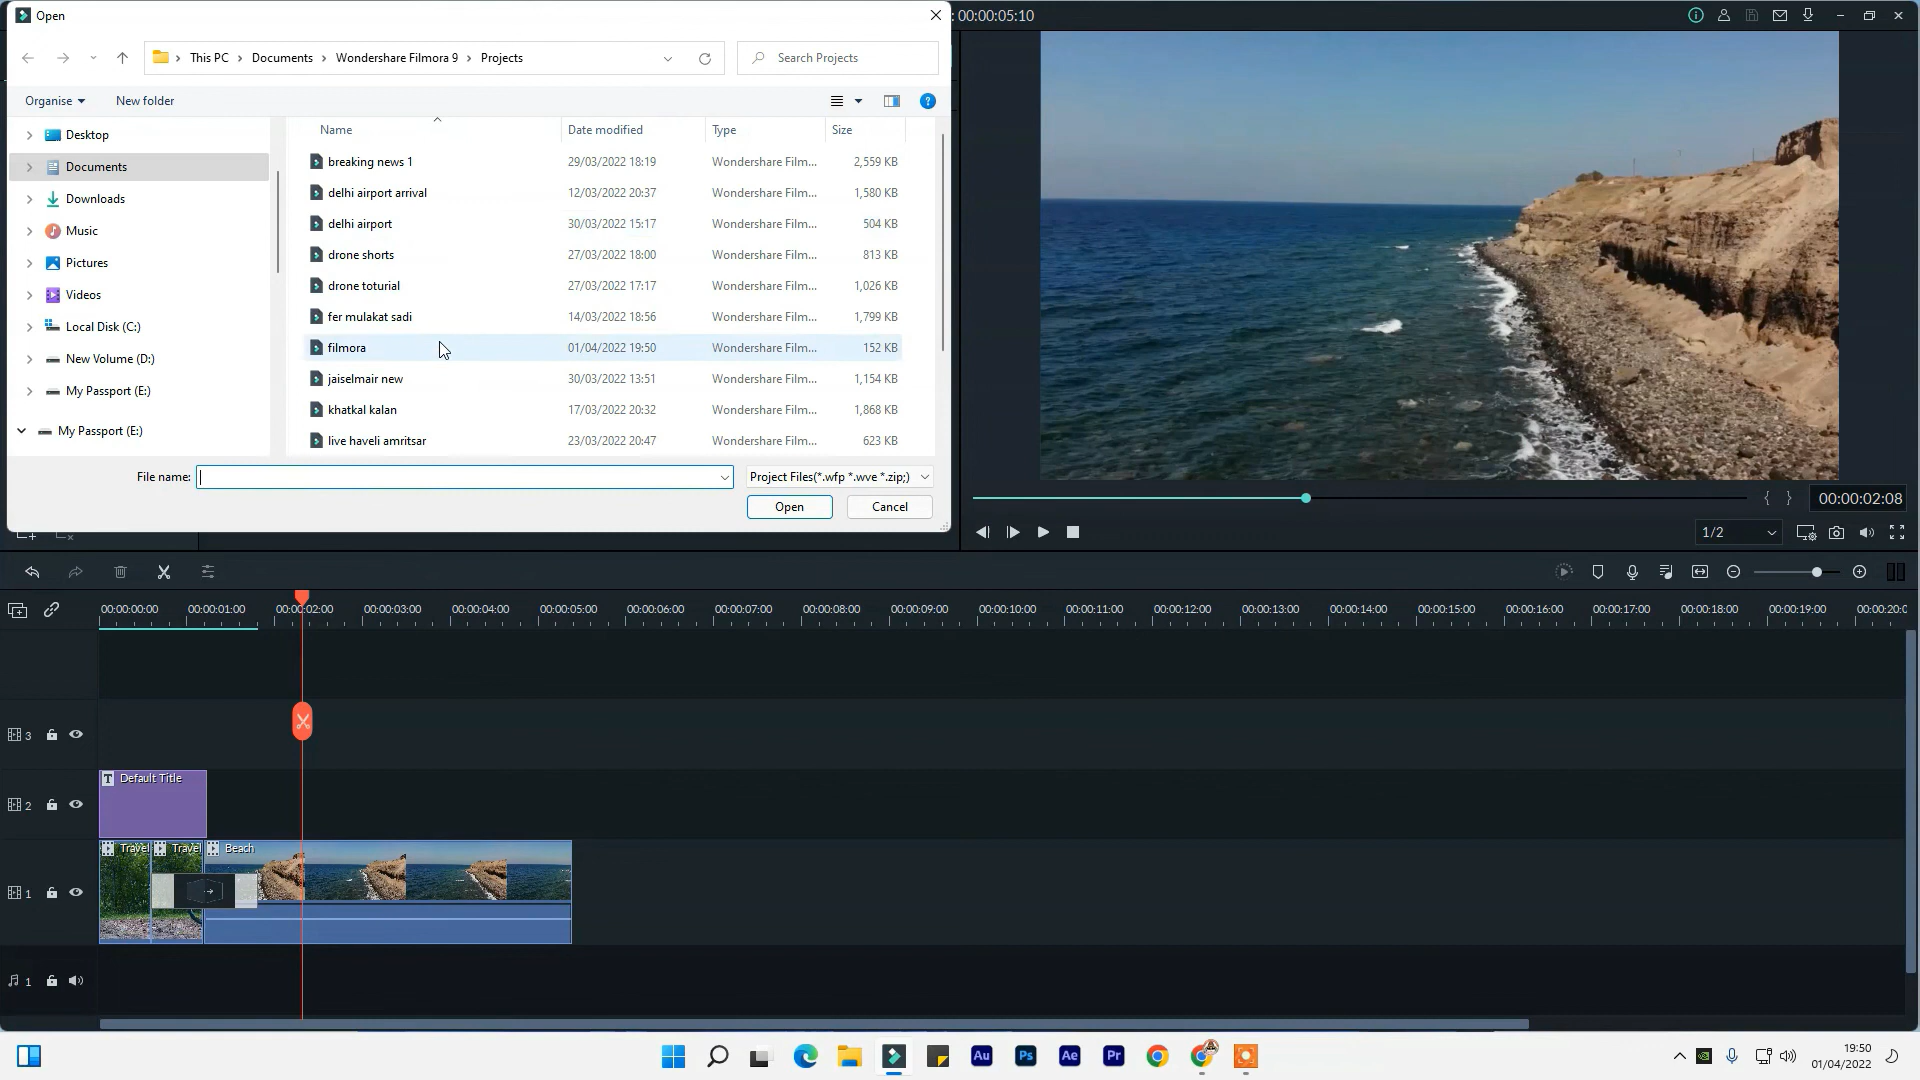 Open
: 00:00:05:10
This PC > Documents > Wondershare Filmora 9 > Projects
Search Projects
Organise
New folder
Desktop
Documents
Downloads
Music
Pictures
Videos
Local Disk (C:)
New Volume (D:)
My Passport (E:)
My Passport (E:)
Name Date modified Type Size
breaking news 1 29/03/2022 18:19 Wondershare Film... 2,559 KB
delhi airport arrival 12/03/2022 20:37 Wondershare Film... 1,580 KB
delhi airport 30/03/2022 15:17 Wondershare Film... 504 KB
drone shorts 27/03/2022 18:00 Wondershare Film... 813 KB
drone toturial 27/03/2022 17:17 Wondershare Film... 1,026 KB
fer mulakat sadi 14/03/2022 18:56 Wondershare Film... 1,799 KB
filmora 01/04/2022 19:50 Wondershare Film... 152 KB
jaiselmair new 30/03/2022 13:51 Wondershare Film... 1,154 KB
khatkal kalan 17/03/2022 20:32 Wondershare Film... 1,868 KB
live haveli amritsar 23/03/2022 20:47 Wondershare Film... 623 KB
File name:
Project Files(*.wfp *.wve *.zip;)
Open
Cancel
{ } 00:00:02:08
1/2
00:00:00:00 00:00:01:00 00:00:02:00 00:00:03:00 00:00:04:00 00:00:05:00 00:00:06:00 00:00:07:00 00:00:08:00 00:00:09:00 00:00:10:00 00:00:11:00 00:00:12:00 00:00:13:00 00:00:14:00 00:00:15:00 00:00:16:00 00:00:17:00 00:00:18:00 00:00:19:00 00:00:20:0
3
2
T Default Title
Travel Travel Beach
1
1
Au Ps Ae Pr
19:50
01/04/2022